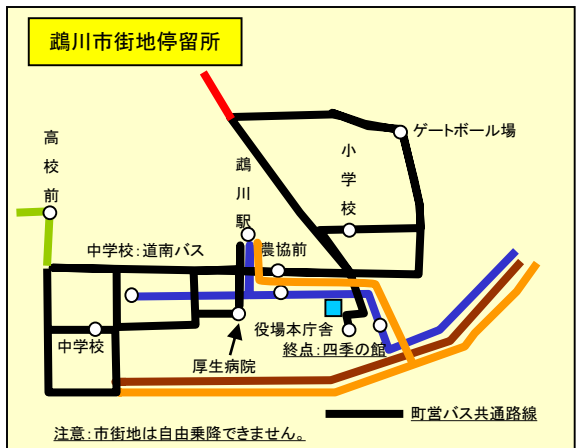 鵡川市街地停留所
ゲートボール場
高校前
鵡川駅
小学校
中学校:道南バス
農協前
役場本庁舎
中学校
終点:四季の館
厚生病院
町営バス共通路線
注意:市街地は自由乗降できません。